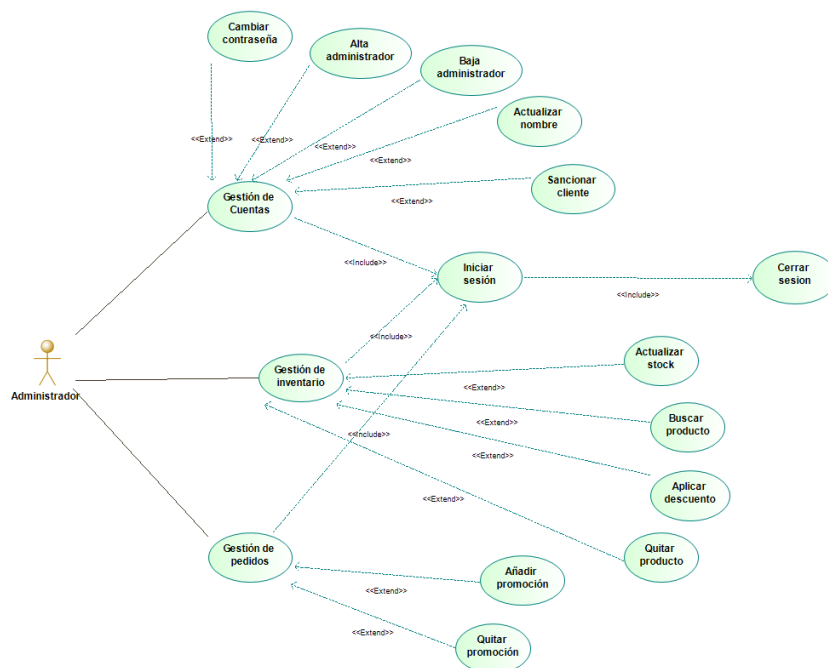 Cambiar
contraseña
Alta
administrador
Baja
administrador
Actualizar
nombre
<<Extend>>
<<Extend>>
<<Extend>>
<<Extend>>
Sancionar
cliente
<<Extend>>
Gestión de
Cuentas
<<Include>>
Iniciar
sesión
Cerrar
sesion
<<Include>>
<<Include>>
Administrador
Gestión de
inventario
Actualizar
stock
<<Extend>>
<<Extend>>
Buscar
producto
<<Include>>
<<Extend>>
Aplicar
descuento
<<Extend>>
Gestión de
pedidos
Quitar
producto
Añadir
promoción
<<Extend>>
<<Extend>>
Quitar
promoción